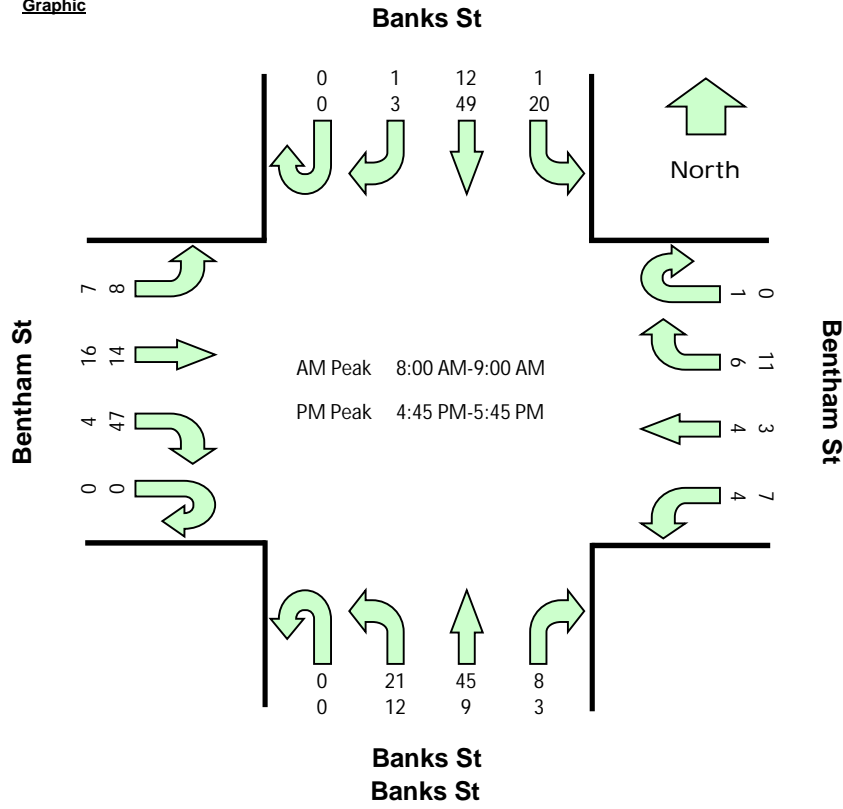 Graphic
Banks St
0 1 12 1
0 3 49 20
North
7 8
16 14
4 47
0 0
Bentham St
AM Peak 8:00 AM-9:00 AM
PM Peak 4:45 PM-5:45 PM
1 0
6 11
4 3
4 7
Bentham St
0 21 45 8
0 12 9 3
Banks St
Banks St